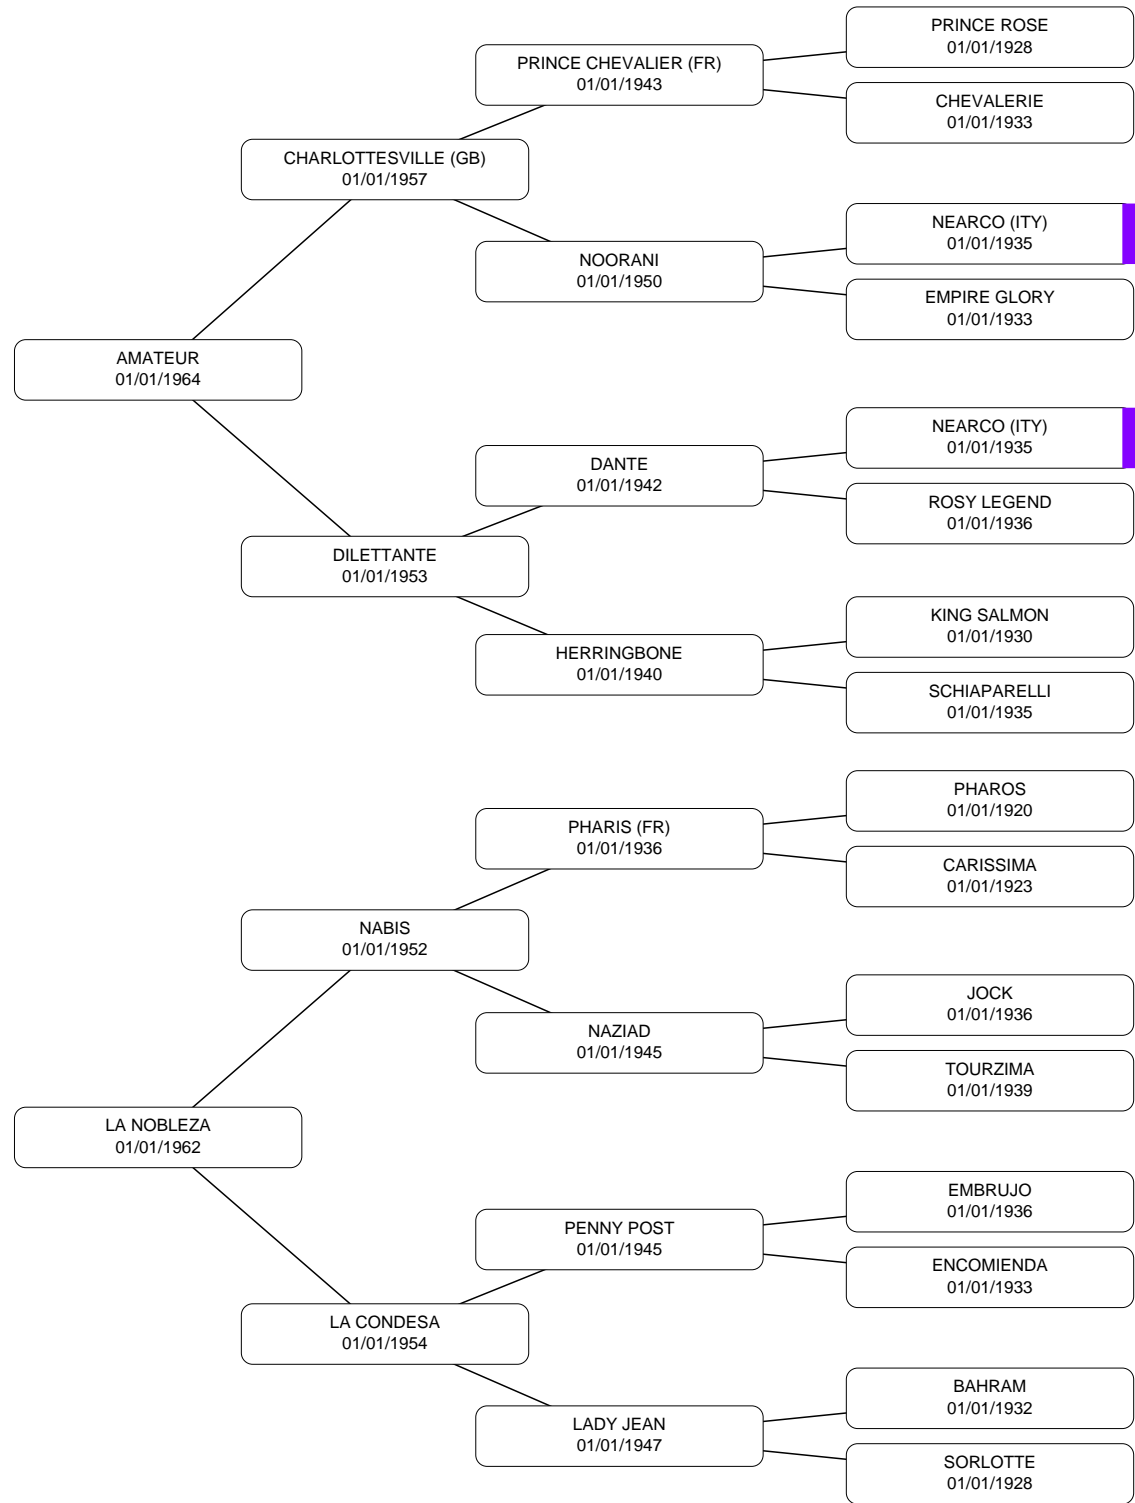 PRINCE ROSE
01/01/1928
PRINCE CHEVALIER (FR)
01/01/1943
CHEVALERIE
01/01/1933
CHARLOTTESVILLE (GB)
01/01/1957
NEARCO (ITY)
01/01/1935
NOORANI
01/01/1950
EMPIRE GLORY
01/01/1933
AMATEUR
01/01/1964
NEARCO (ITY)
01/01/1935
DANTE
01/01/1942
ROSY LEGEND
01/01/1936
DILETTANTE
01/01/1953
KING SALMON
01/01/1930
HERRINGBONE
01/01/1940
SCHIAPARELLI
01/01/1935
PHAROS
01/01/1920
PHARIS (FR)
01/01/1936
CARISSIMA
01/01/1923
NABIS
01/01/1952
JOCK
01/01/1936
NAZIAD
01/01/1945
TOURZIMA
01/01/1939
LA NOBLEZA
01/01/1962
EMBRUJO
01/01/1936
PENNY POST
01/01/1945
ENCOMIENDA
01/01/1933
LA CONDESA
01/01/1954
BAHRAM
01/01/1932
LADY JEAN
01/01/1947
SORLOTTE
01/01/1928